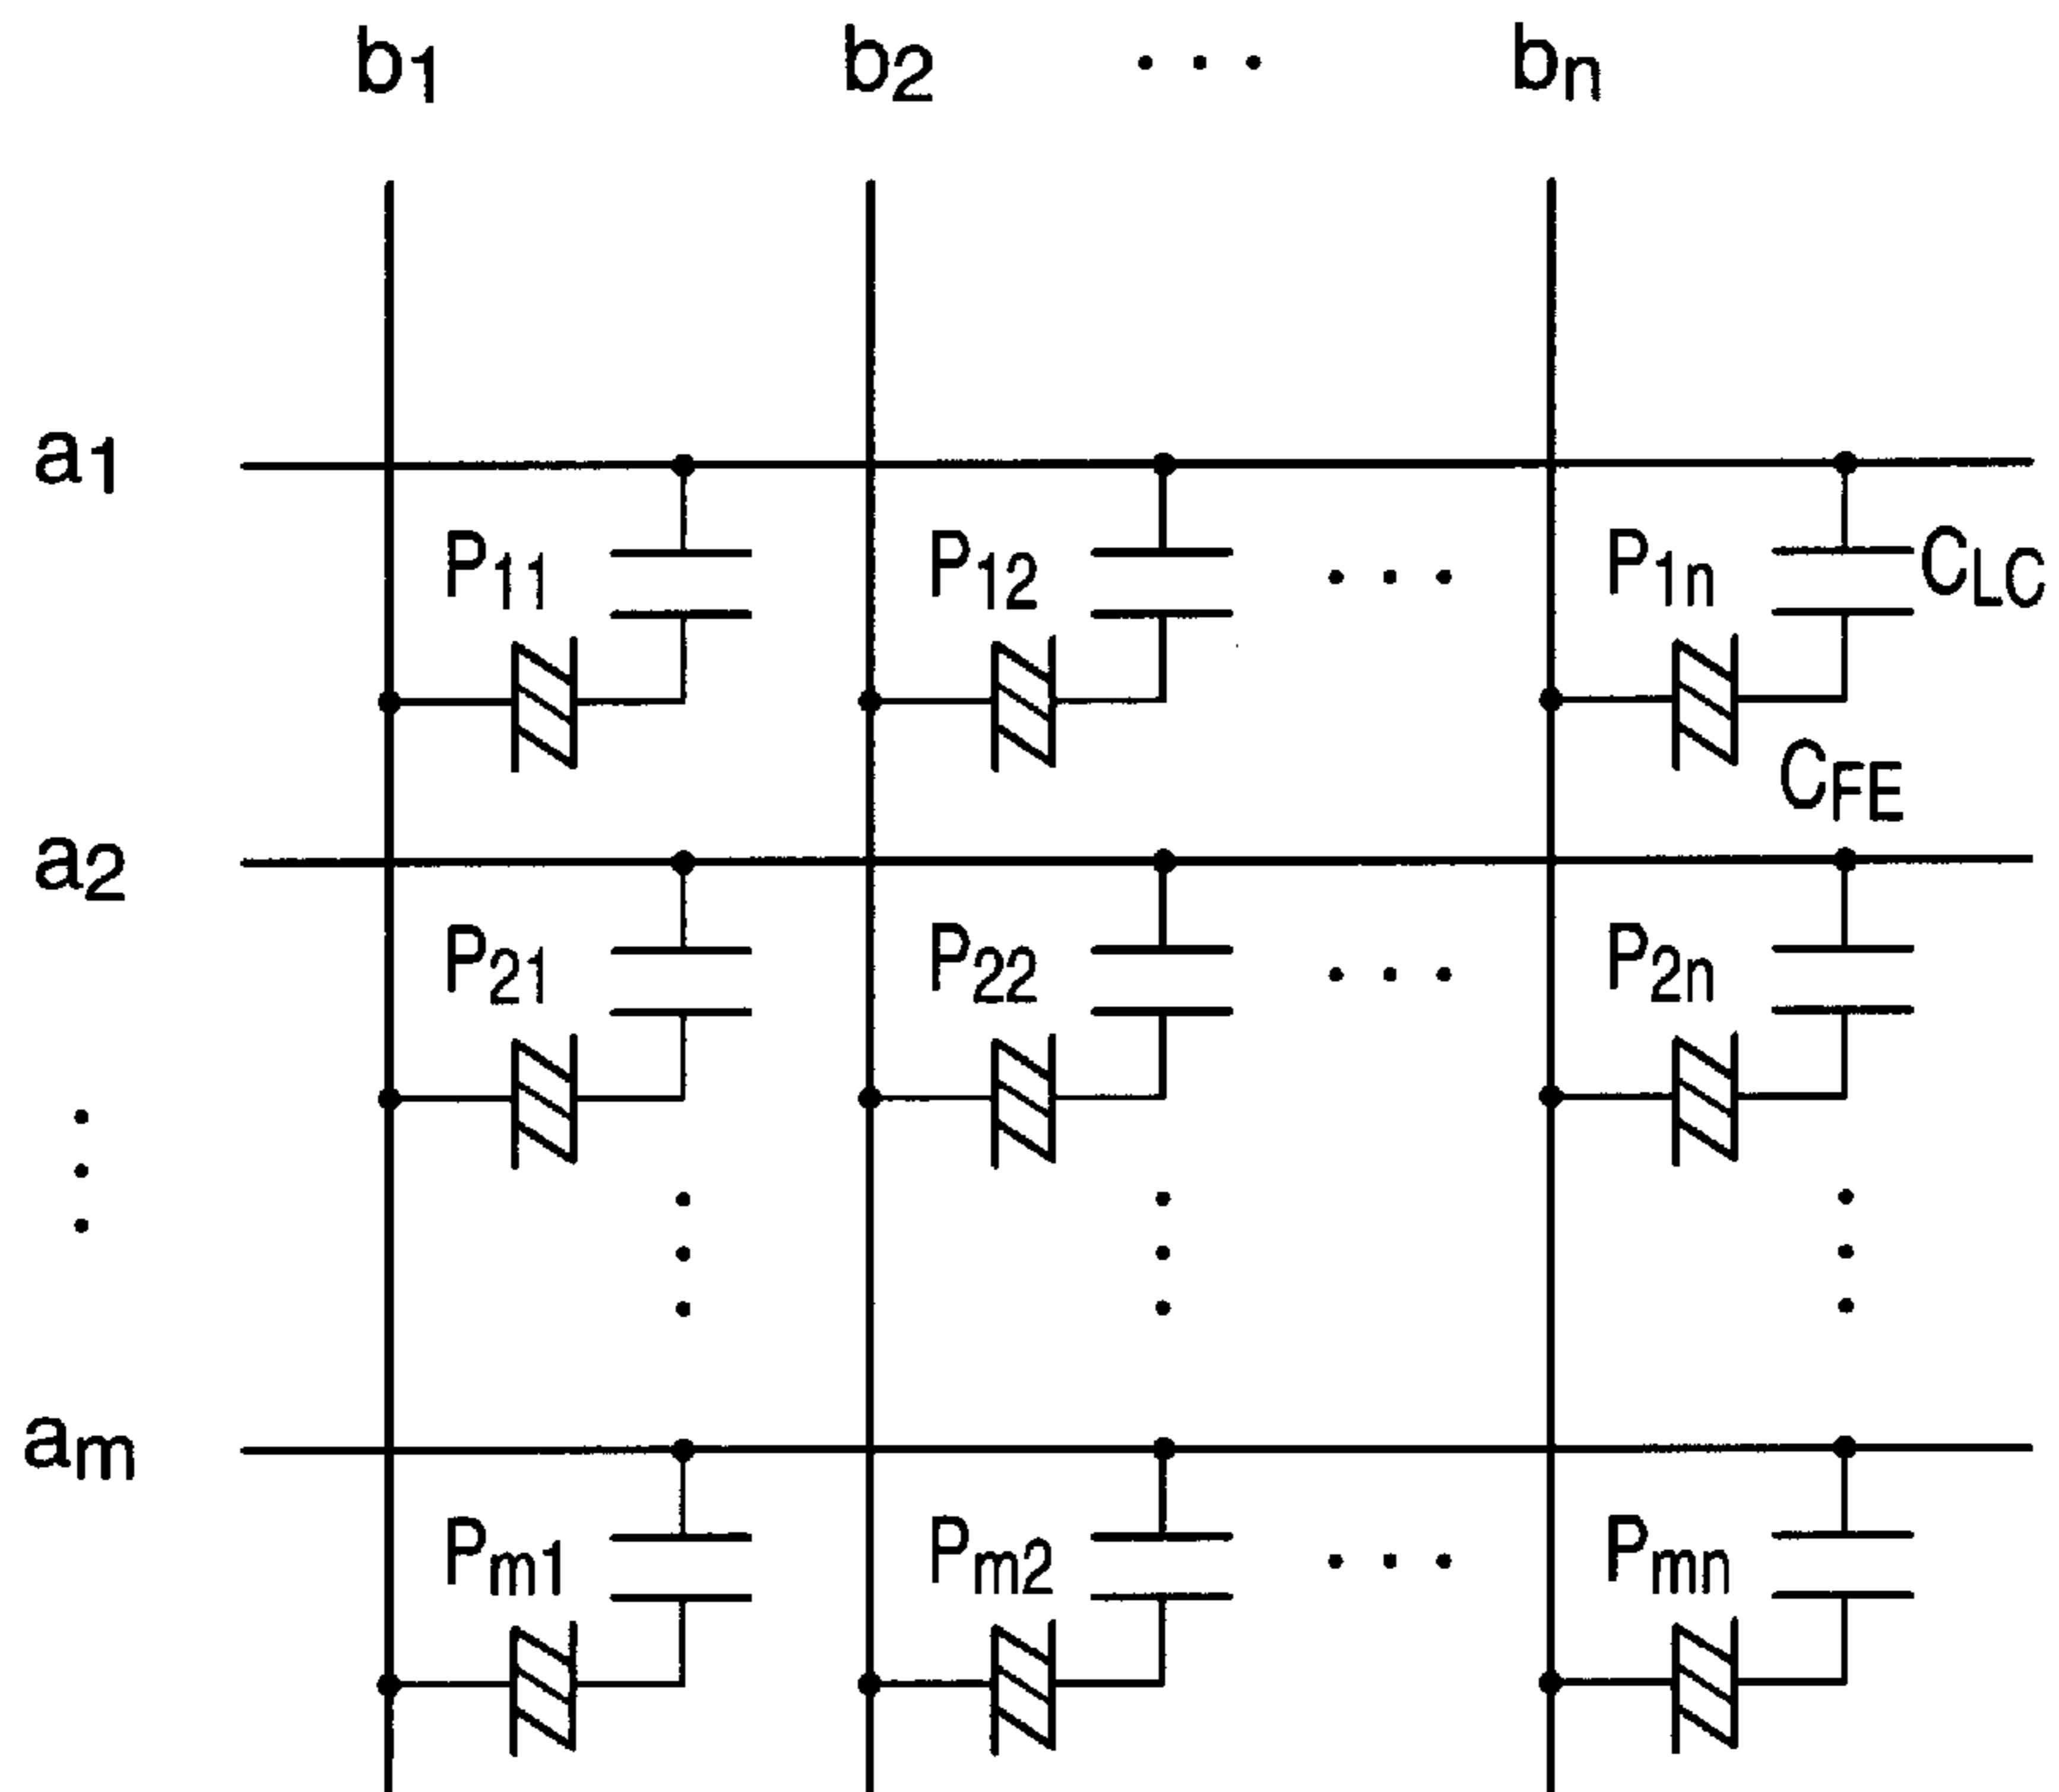 b1 b2 ... bn
a1
P11 P12 ... P1n CLC
CFE
a2
P21 P22 ... P2n
am
Pm1 Pm2 ... Pmn